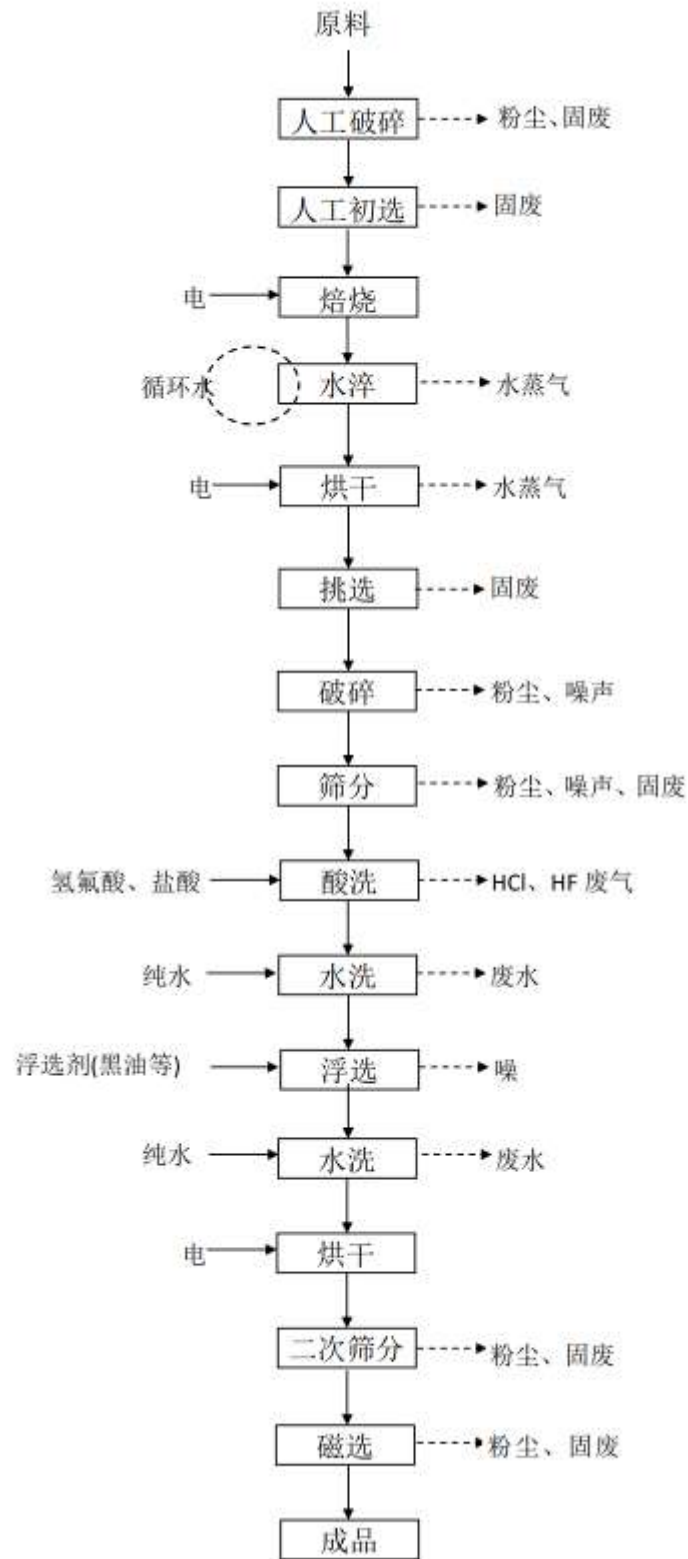 原料
人工破碎 粉尘、固废
人工初选 固废
电 焙烧
循环水 水淬 水蒸气
电 烘干 水蒸气
挑选 固废
破碎 粉尘、噪声
筛分 粉尘、噪声、固废
氢氟酸、盐酸 酸洗 HCl、HF 废气
纯水 水洗 废水
浮选剂(黑油等) 浮选 噪
纯水 水洗 废水
电 烘干
二次筛分 粉尘、固废
磁选 粉尘、固废
成品